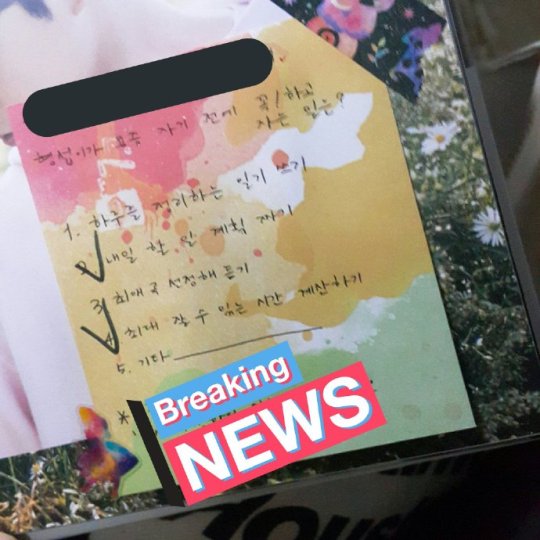 형섭이가 요즘 자기 전에 꼭! 하고
자는 일은?
1. 하루를 정리하는 일기 쓰기
2. 내일 할 일 계획 짜기
3. 최애곡 선정해 듣기
4. 최대 잘 수 있는 시간 계산하기
5. 기타
*
Breaking
NEWS